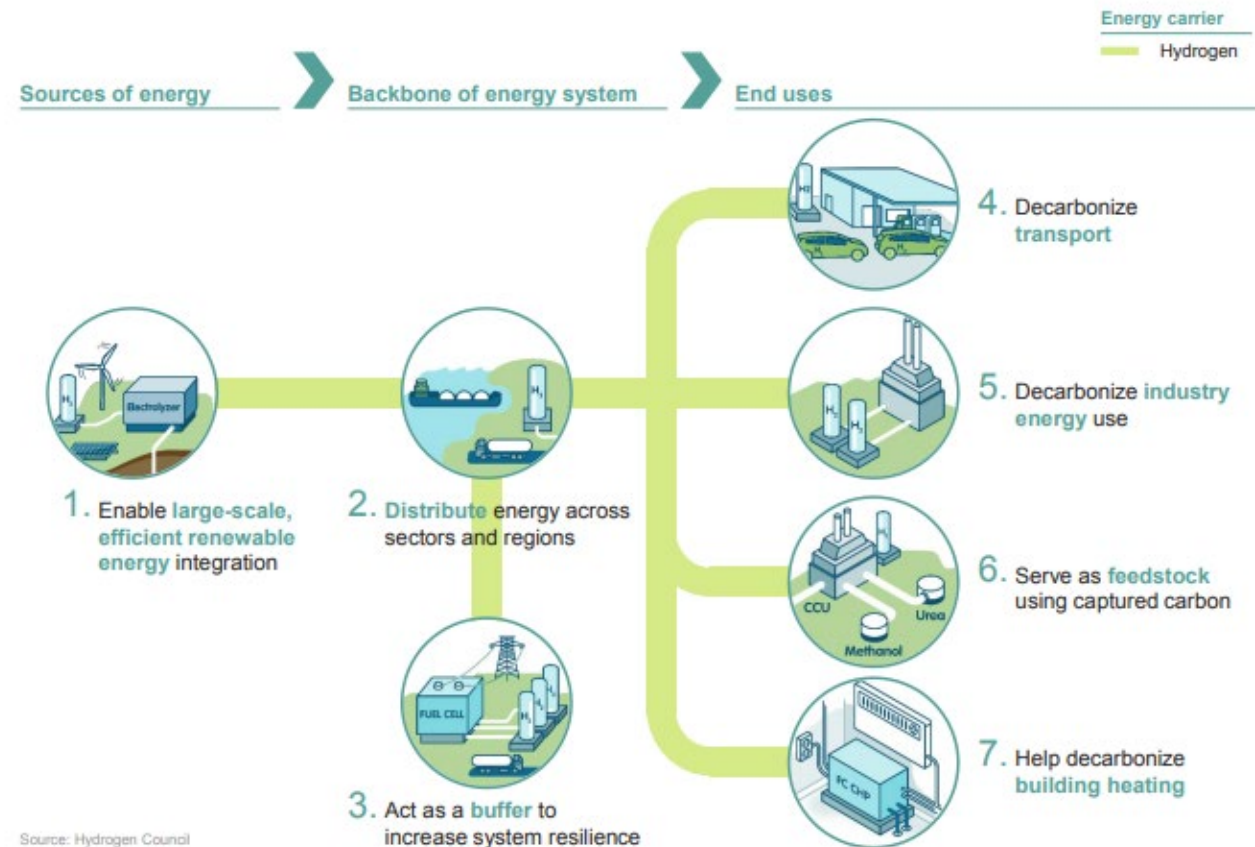 Energy carrier
Hydrogen
Sources of energy
Backbone of energy system
End uses
H2
Electrolyzer
1. Enable large-scale,
efficient renewable
energy integration
H2
2. Distribute energy across
sectors and regions
FUEL CELL
H2
H2
H2
3. Act as a buffer to
increase system resilience
H2
H2
H2
4. Decarbonize
transport
H2
H2
5. Decarbonize industry
energy use
H2
CCU
Urea
Methanol
6. Serve as feedstock
using captured carbon
FC CHP
7. Help decarbonize
building heating
Source: Hydrogen Council